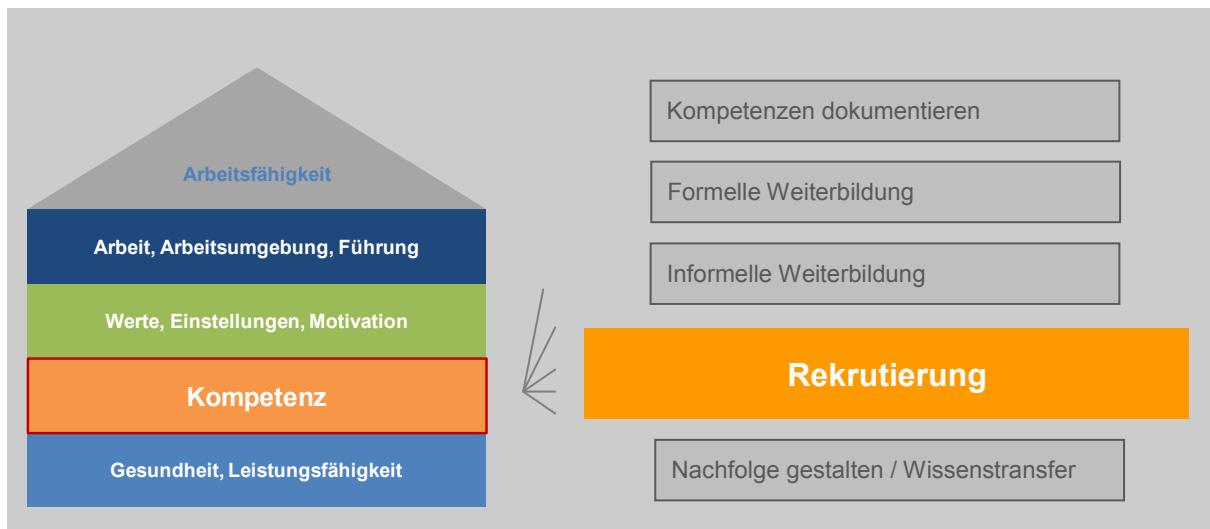 Arbeitsfähigkeit
Arbeit, Arbeitsumgebung, Führung
Werte, Einstellungen, Motivation
Kompetenz
Gesundheit, Leistungsfähigkeit
Kompetenzen dokumentieren
Formelle Weiterbildung
Informelle Weiterbildung
Rekrutierung
Nachfolge gestalten / Wissenstransfer